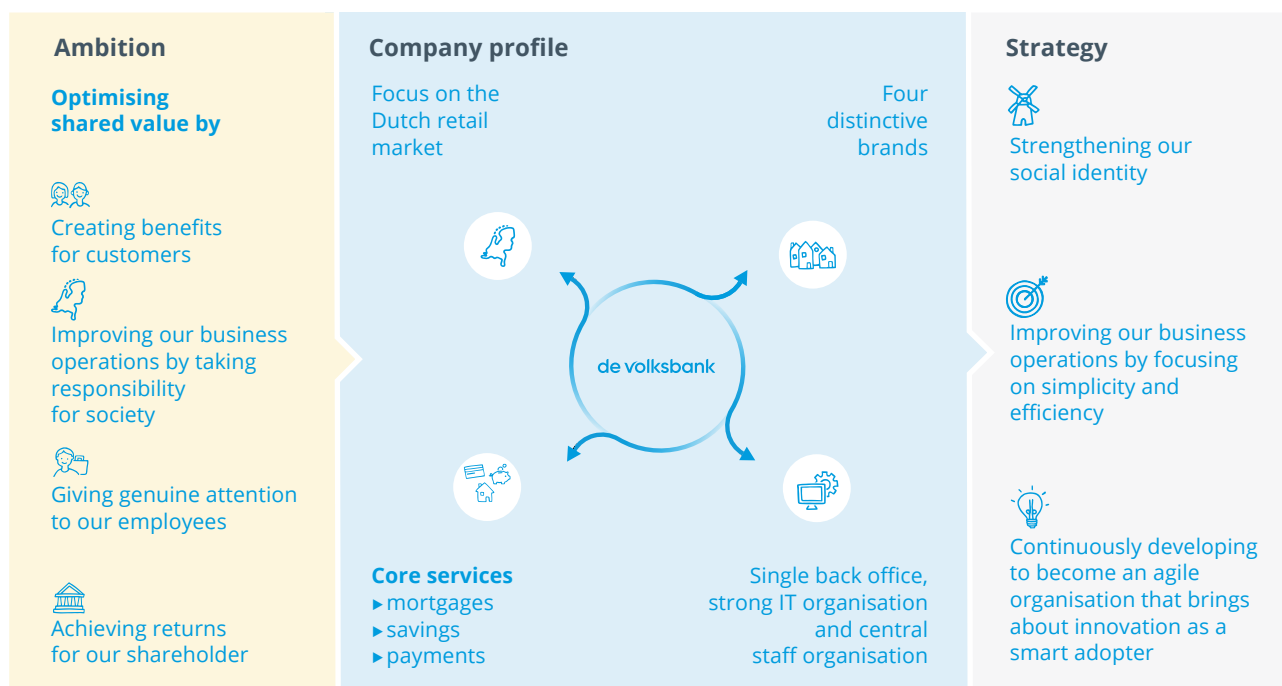 Ambition
Optimising
shared value by
Creating benefits
for customers
Improving our business
operations by taking
responsibility
for society
Giving genuine attention
to our employees
Achieving returns
for our shareholder
Company profile
Focus on the
Dutch retail
market
Four
distinctive
brands
de volksbank
Core services
▸ mortgages
▸ savings
▸ payments
Single back office,
strong IT organisation
and central
staff organisation
Strategy
Strengthening our
social identity
Improving our business
operations by focusing
on simplicity and
efficiency
Continuously developing
to become an agile
organisation that brings
about innovation as a
smart adopter